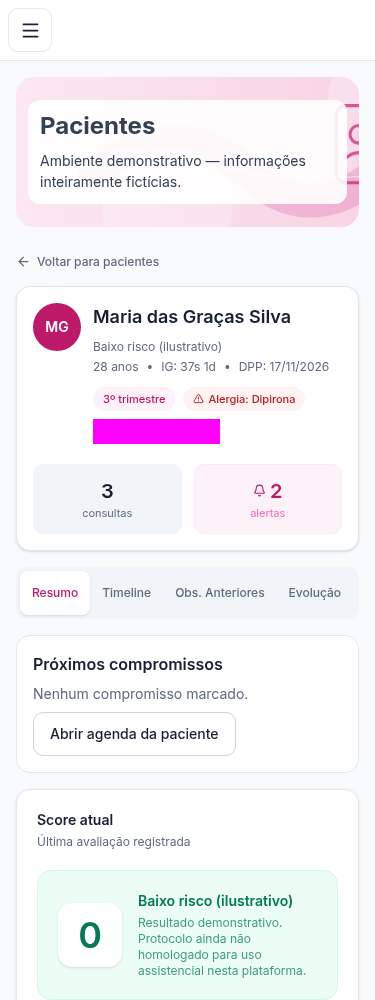 Pacientes
Ambiente demonstrativo — informações
inteiramente fictícias.
Voltar para pacientes
MG
Maria das Graças Silva
Baixo risco (ilustrativo)
28 anos • IG: 37s 1d • DPP: 17/11/2026
3º trimestre
Alergia: Dipirona
3
consultas
2
alertas
Resumo
Timeline
Obs. Anteriores
Evolução
Próximos compromissos
Nenhum compromisso marcado.
Abrir agenda da paciente
Score atual
Última avaliação registrada
0
Baixo risco (ilustrativo)
Resultado demonstrativo.
Protocolo ainda não
homologado para uso
assistencial nesta plataforma.